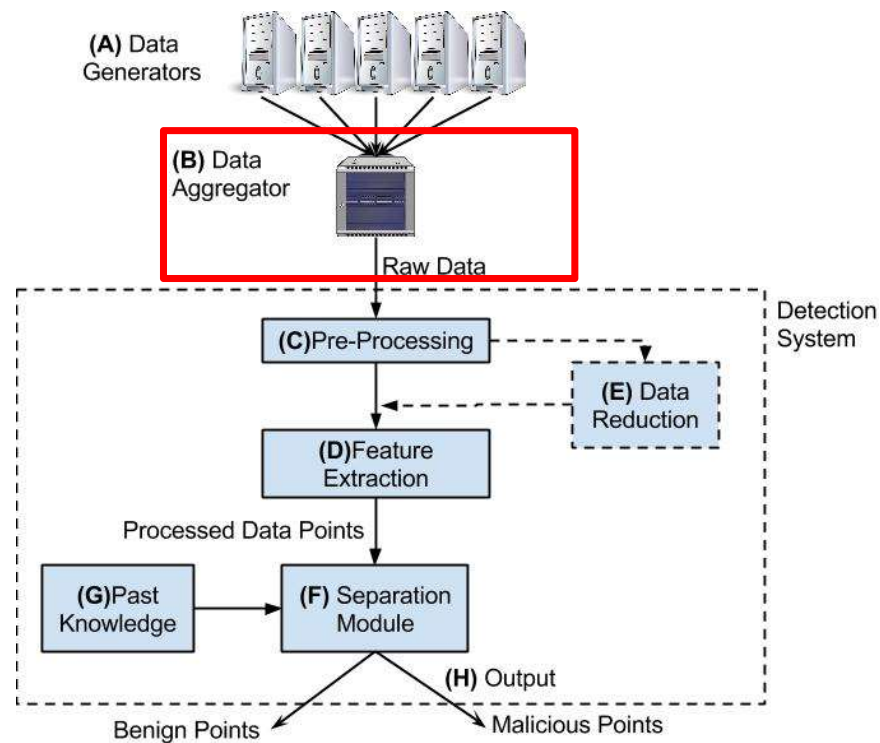 (A) Data
Generators
(B) Data
Aggregator
Raw Data
Detection
System
(C)Pre-Processing
(E) Data
Reduction
(D)Feature
Extraction
Processed Data Points
(G)Past
Knowledge
(F) Separation
Module
(H) Output
Benign Points
Malicious Points